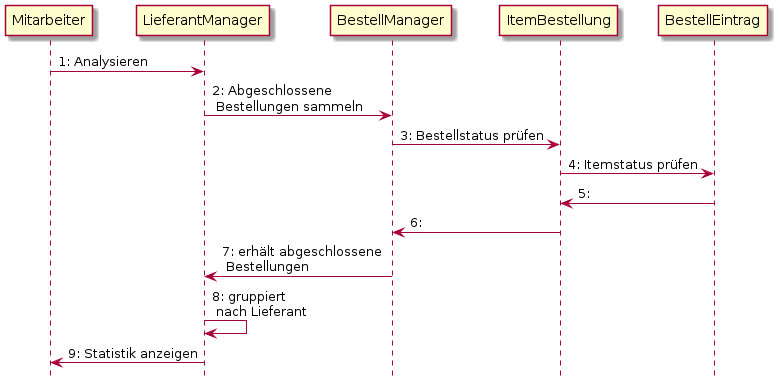 Mitarbeiter
LieferantManager
BestellManager
ItemBestellung
BestellEintrag
1: Analysieren
2: Abgeschlossene
Bestellungen sammeln
3: Bestellstatus prüfen
4: Itemstatus prüfen
5:
6:
7: erhält abgeschlossene
Bestellungen
8: gruppiert
nach Lieferant
9: Statistik anzeigen